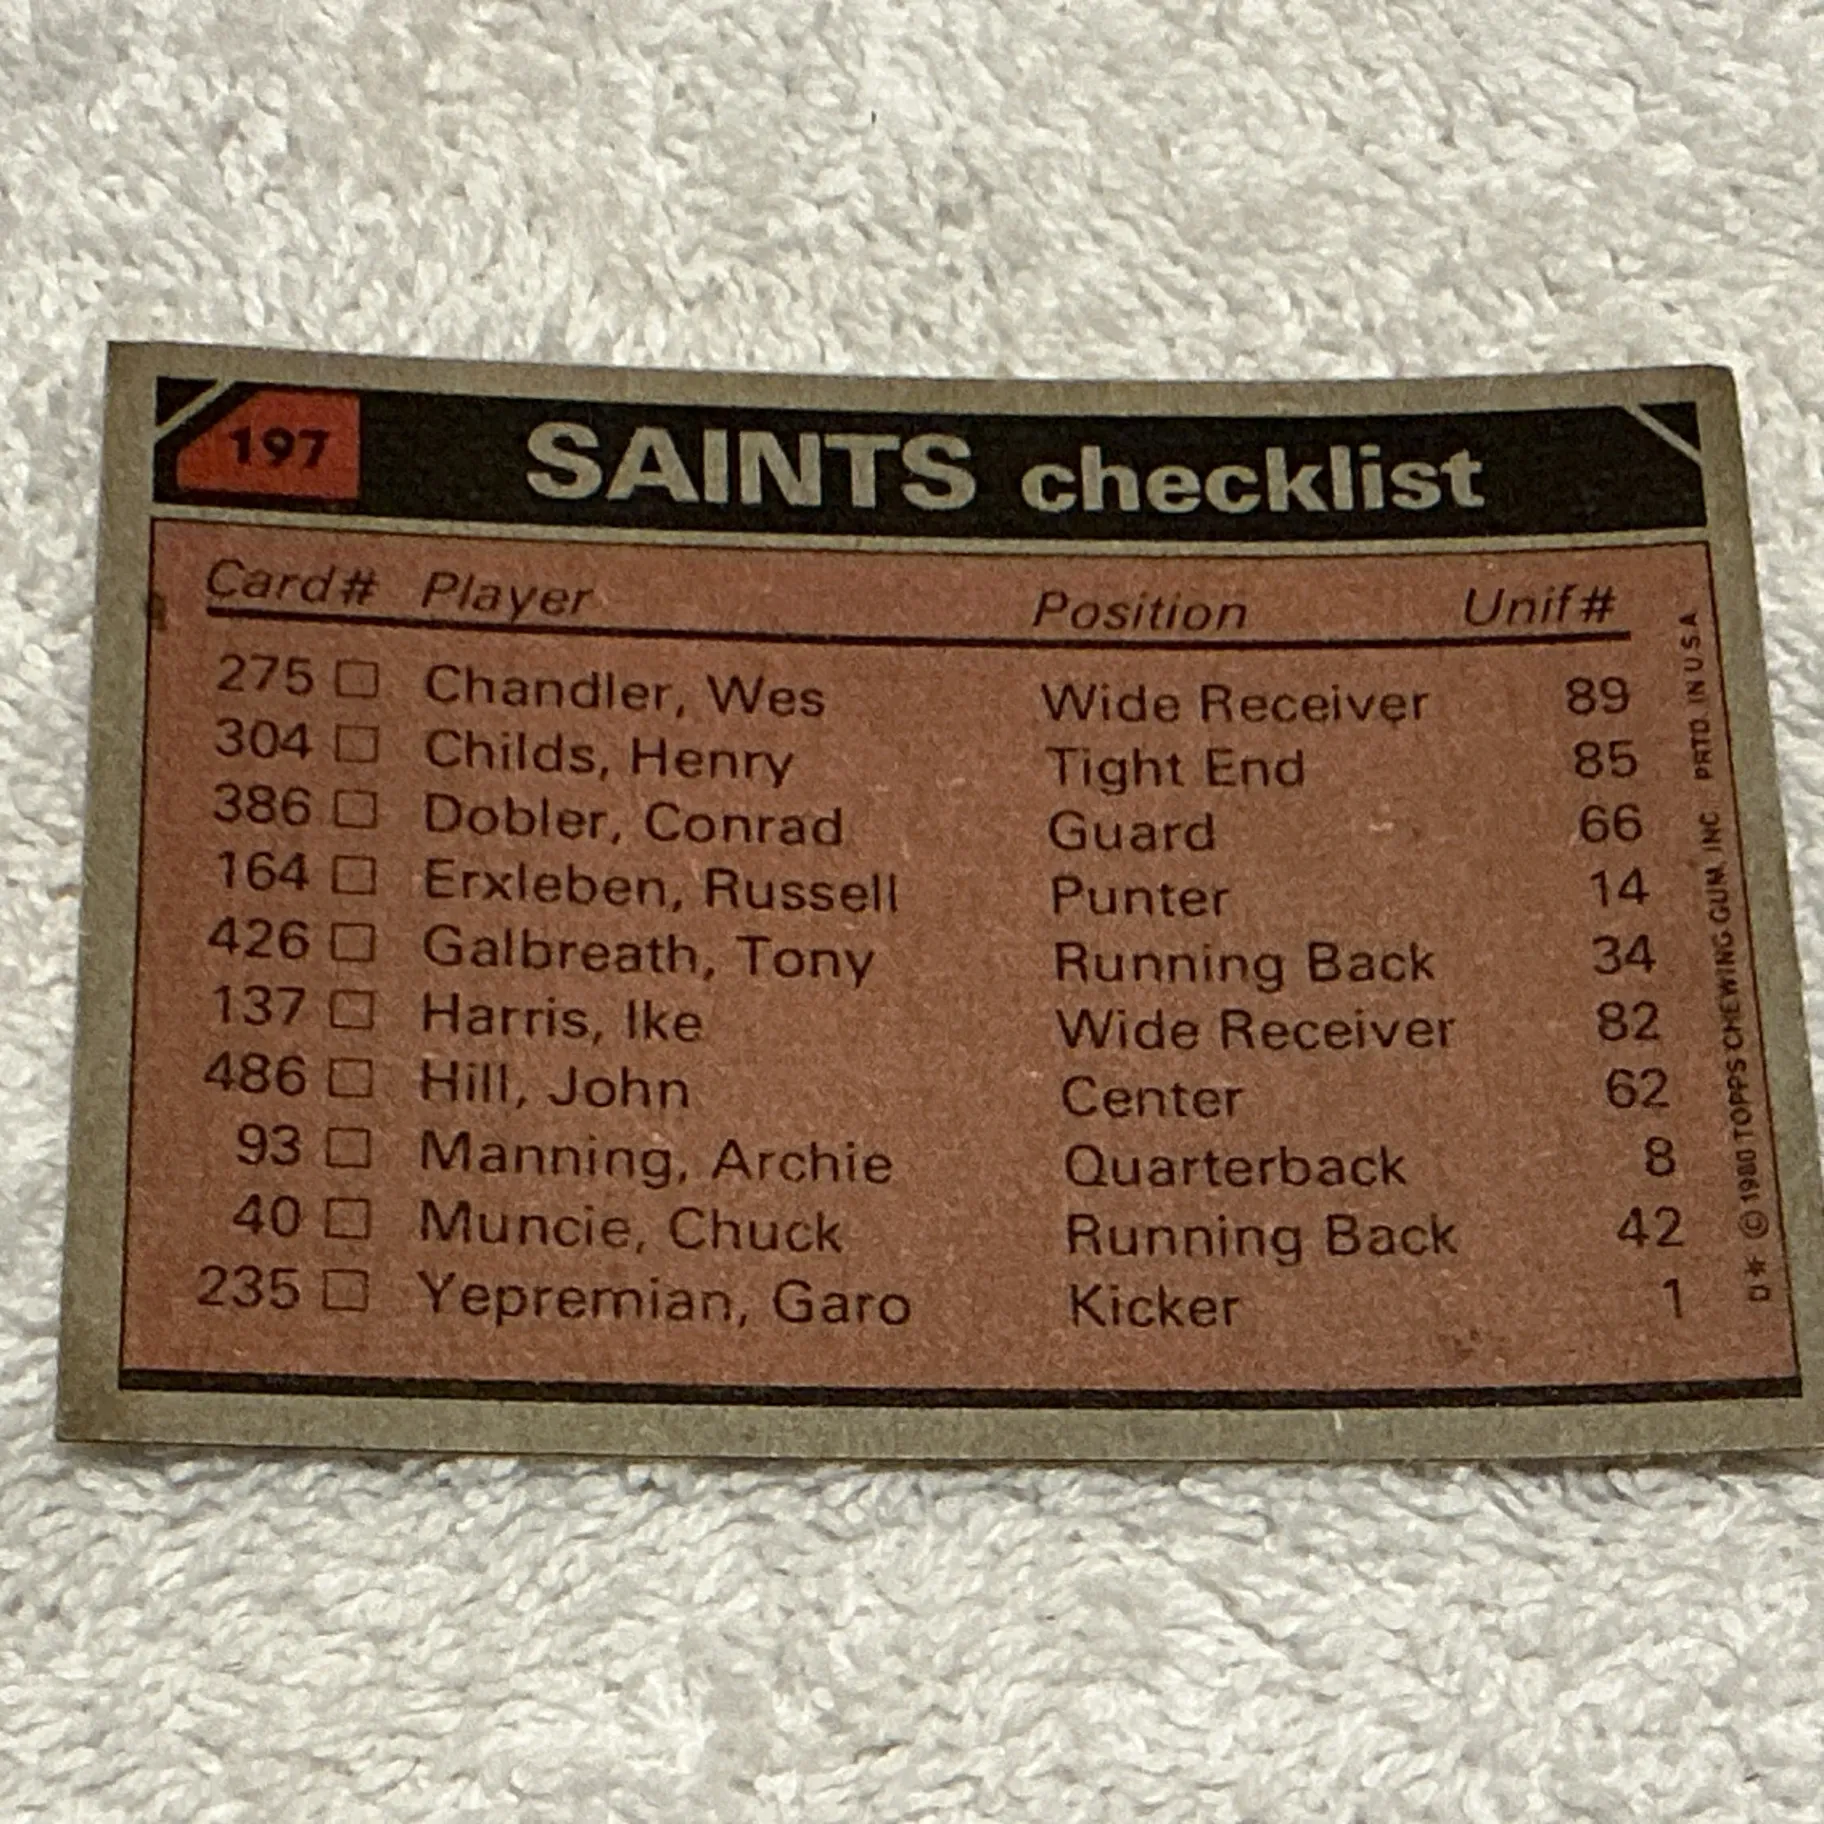 197 SAINTS checklist
Card# Player Position Unif#
275 Chandler, Wes Wide Receiver 89
304 Childs, Henry Tight End 85
386 Dobler, Conrad Guard 66
164 Erxleben, Russell Punter 14
426 Galbreath, Tony Running Back 34
137 Harris, Ike Wide Receiver 82
486 Hill, John Center 62
93 Manning, Archie Quarterback 8
40 Muncie, Chuck Running Back 42
235 Yepremian, Garo Kicker 1
D* © 1980 TOPPS CHEWING GUM, INC. PRTD. IN U.S.A.